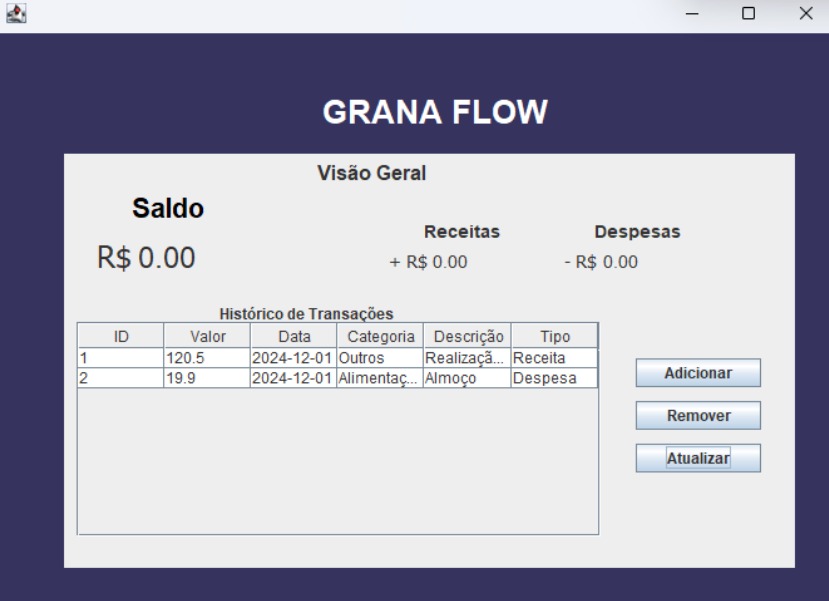 GRANA FLOW
Visão Geral
Saldo
Receitas Despesas
R$ 0.00 + R$ 0.00 - R$ 0.00
Histórico de Transações
ID Valor Data Categoria Descrição Tipo
1 120.5 2024-12-01 Outros Realizaçã... Receita
2 19.9 2024-12-01 Alimentaç... Almoço Despesa
Adicionar
Remover
Atualizar